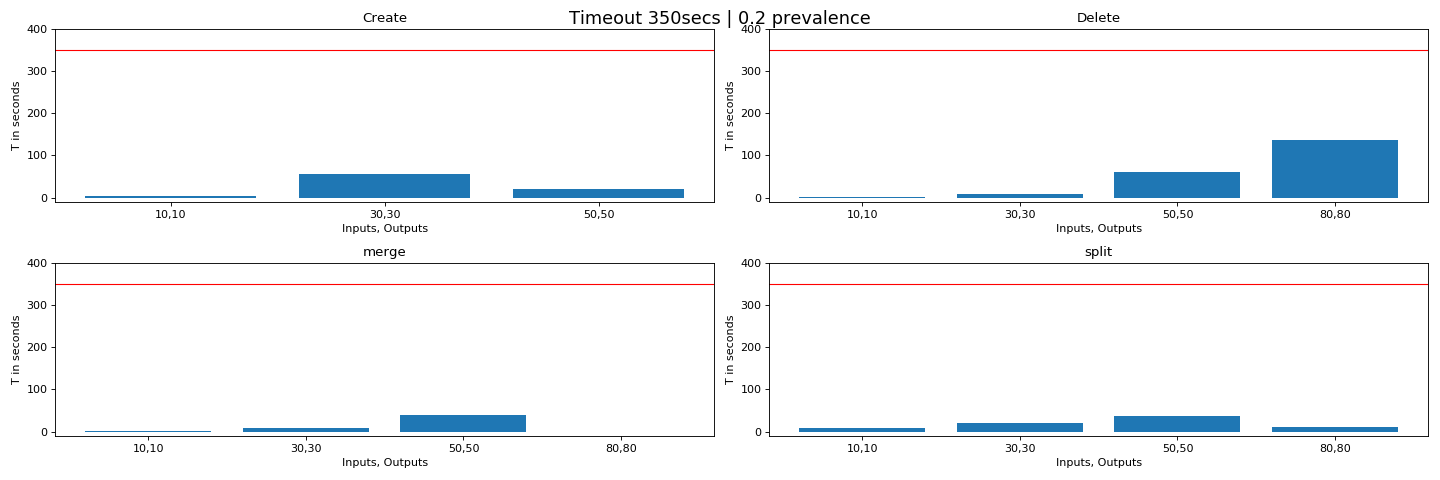 Timeout 350secs | 0.2 prevalence
Create
400
300
200
100
0
T in seconds
10,10 30,30 50,50
Inputs, Outputs
Delete
400
300
200
100
0
T in seconds
10,10 30,30 50,50 80,80
Inputs, Outputs
merge
400
300
200
100
0
T in seconds
10,10 30,30 50,50 80,80
Inputs, Outputs
split
400
300
200
100
0
T in seconds
10,10 30,30 50,50 80,80
Inputs, Outputs